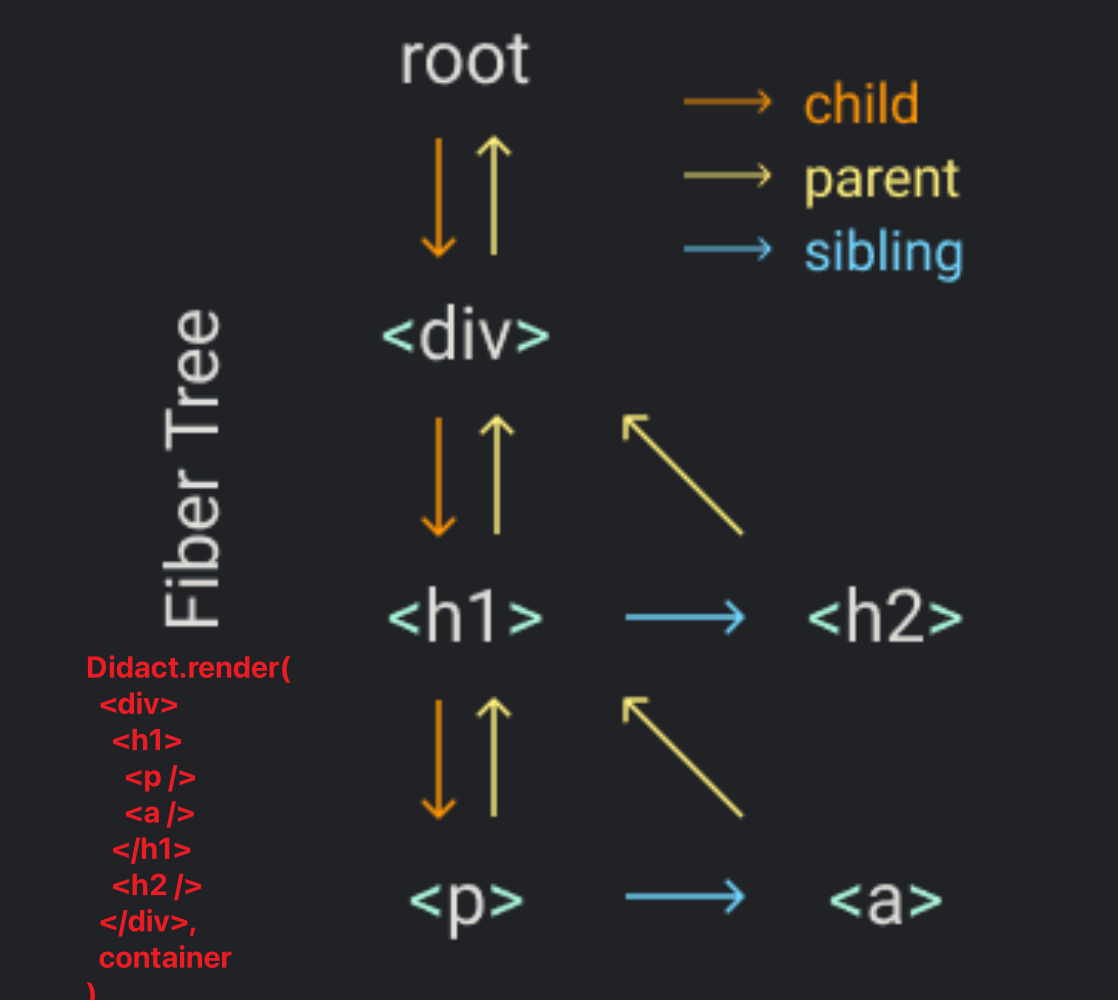 root
child
parent
sibling
<div>
Fiber Tree
<h1>
<h2>
<p>
<a>
Didact.render(
<div>
<h1>
<p />
<a />
</h1>
<h2 />
</div>,
container
)